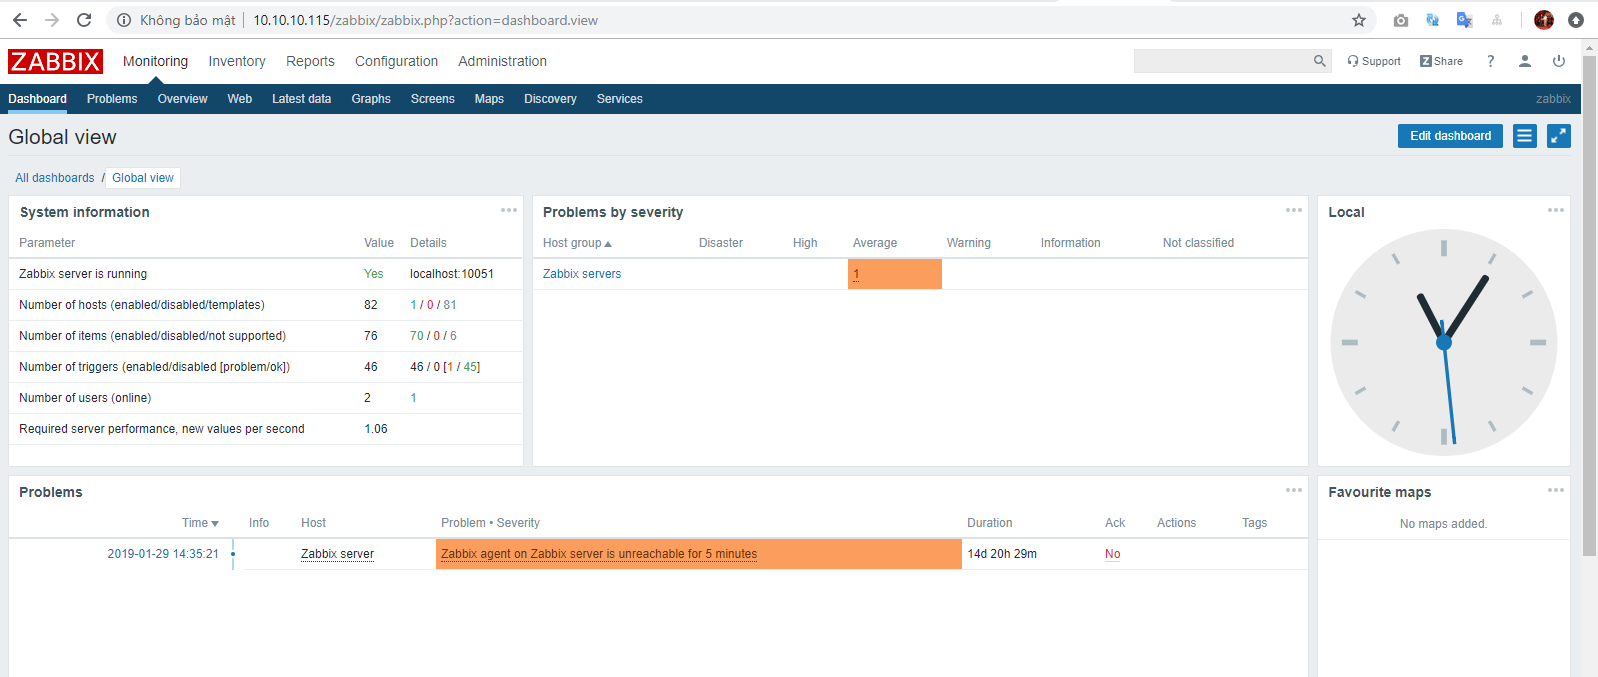 Không bảo mật 10.10.10.115/zabbix/zabbix.php?action=dashboard.view
ZABBIX Monitoring Inventory Reports Configuration Administration Support Z Share ?
Dashboard Problems Overview Web Latest data Graphs Screens Maps Discovery Services zabbix
Global view Edit dashboard
All dashboards / Global view
System information
Parameter Value Details
Zabbix server is running Yes localhost:10051
Number of hosts (enabled/disabled/templates) 82 1 / 0 / 81
Number of items (enabled/disabled/not supported) 76 70 / 0 / 6
Number of triggers (enabled/disabled [problem/ok]) 46 46 / 0 [1 / 45]
Number of users (online) 2 1
Required server performance, new values per second 1.06
Problems by severity
Host group Disaster High Average Warning Information Not classified
Zabbix servers 1
Local
Problems
Time Info Host Problem • Severity Duration Ack Actions Tags
2019-01-29 14:35:21 Zabbix server Zabbix agent on Zabbix server is unreachable for 5 minutes 14d 20h 29m No
Favourite maps
No maps added.